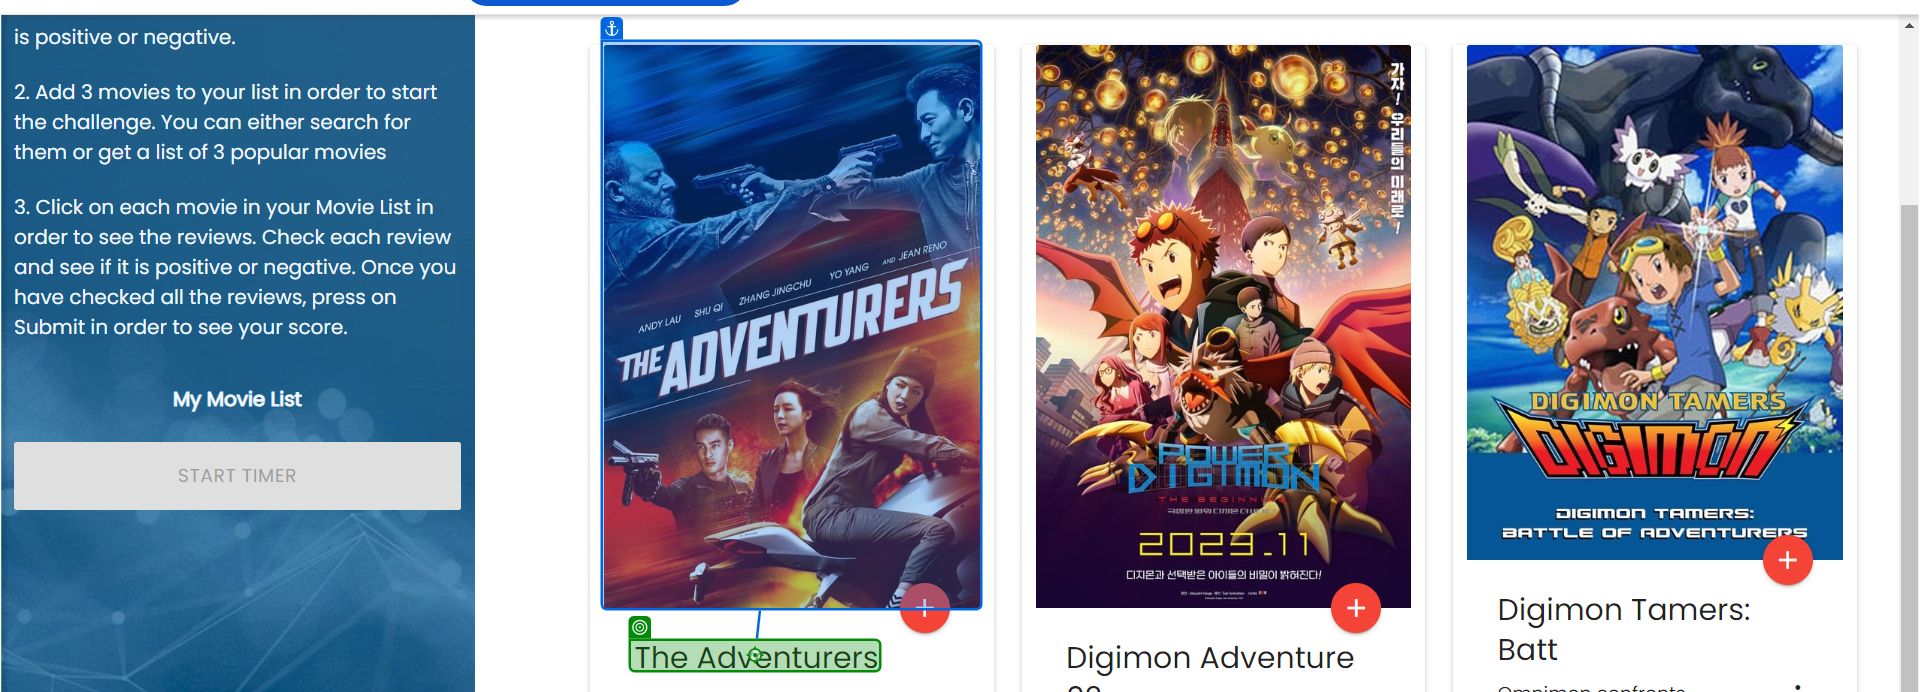 is positive or negative.
2. Add 3 movies to your list in order to start
the challenge. You can either search for
them or get a list of 3 popular movies
3. Click on each movie in your Movie List in
order to see the reviews. Check each review
and see if it is positive or negative. Once you
have checked all the reviews, press on
Submit in order to see your score.
My Movie List
START TIMER
ANDY LAU SHU QI ZHANG JINGCHU YO YANG AND JEAN RENO
THE ADVENTURERS
The Adventurers
가자! 우리들의 미래로!
POWER
DIGIMON
THE BEGINNING
2023.11
디지몬과 선택받은 아이들의 비밀이 밝혀진다!
Digimon Adventure
DIGIMON TAMERS
DIGIMON
DIGIMON TAMERS:
BATTLE OF ADVENTURERS
Digimon Tamers:
Batt
Omnimon confronts